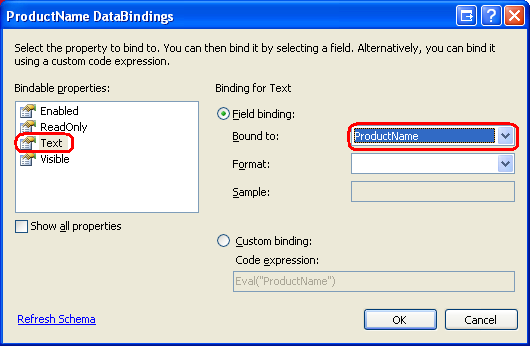 ProductName DataBindings
Select the property to bind to. You can then bind it by selecting a field. Alternatively, you can bind it
using a custom code expression.
Bindable properties:
Enabled
ReadOnly
Text
Visible
Show all properties
Binding for Text
Field binding:
Bound to:
ProductName
Format:
Sample:
Custom binding:
Code expression:
Eval("ProductName")
Refresh Schema
OK
Cancel